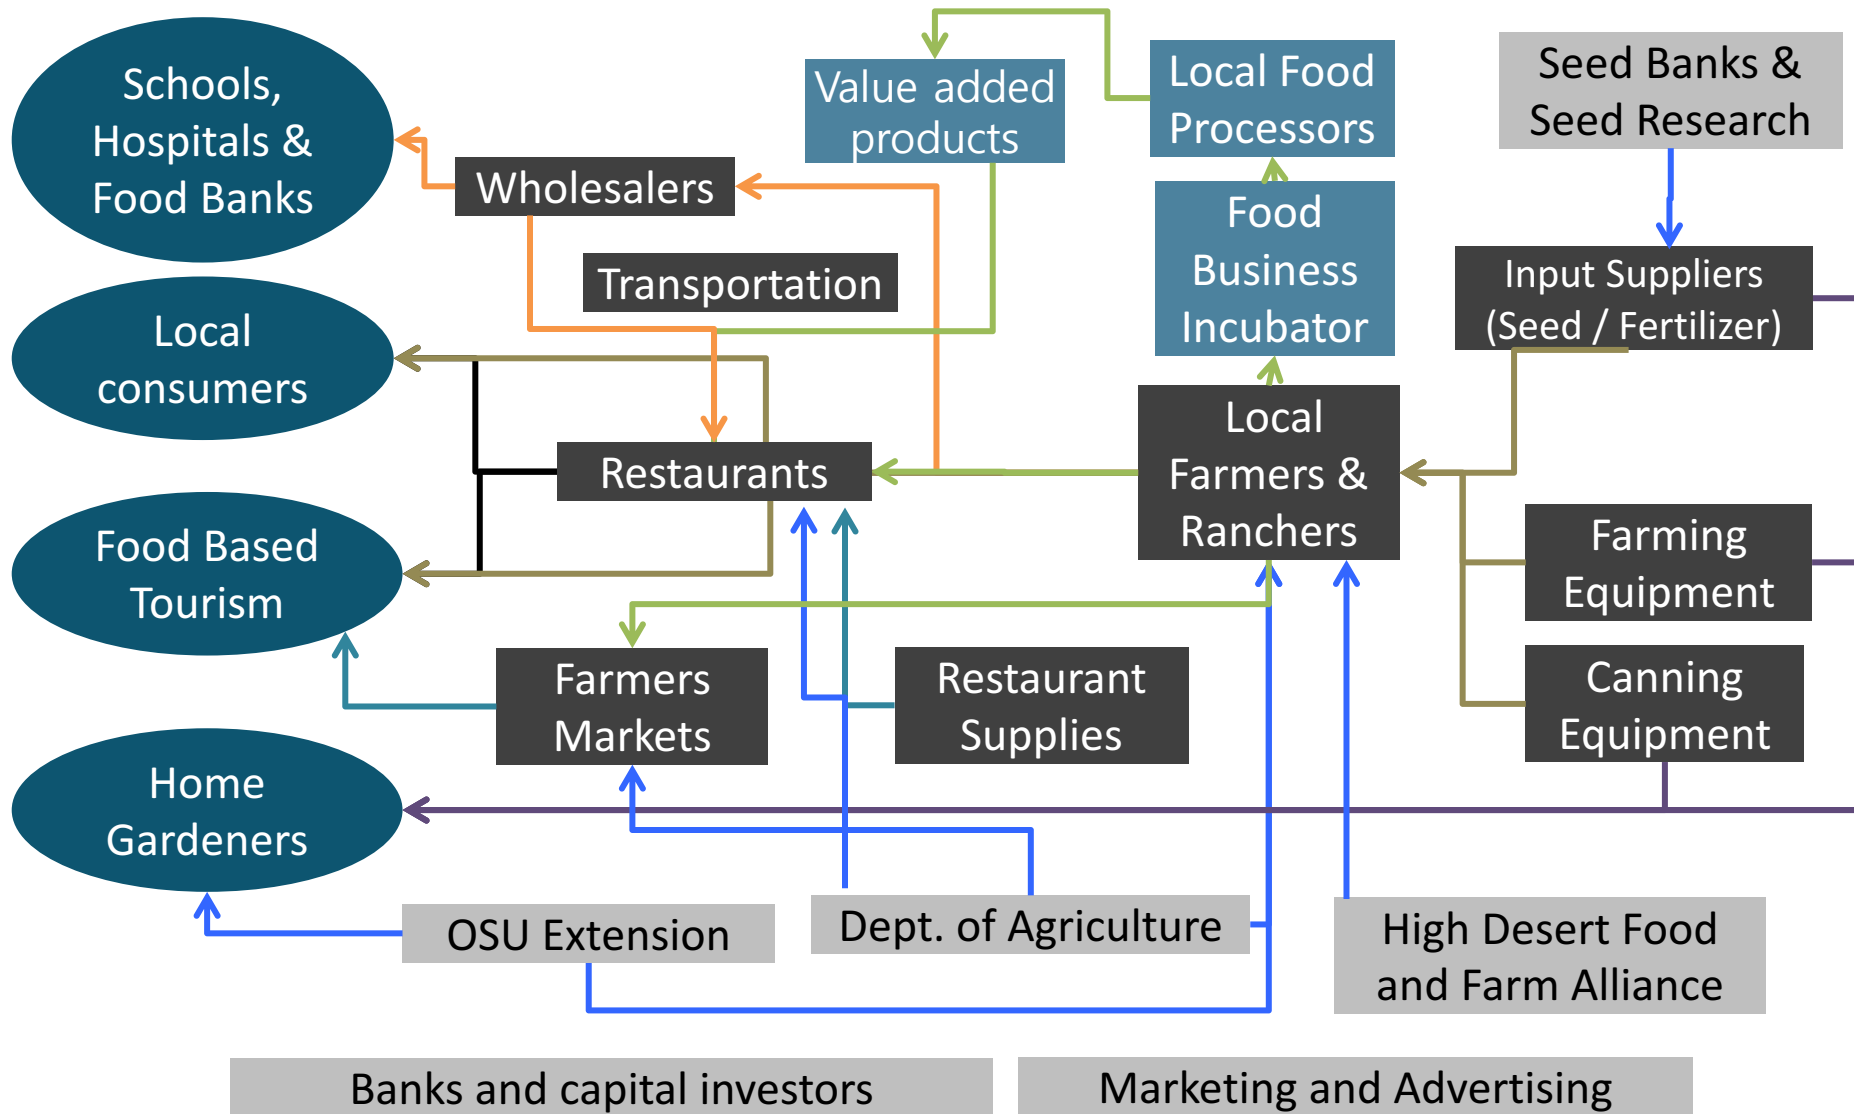 Schools,
Hospitals &
Food Banks
Wholesalers
Value added
products
Local Food
Processors
Seed Banks &
Seed Research
Transportation
Food
Business
Incubator
Input Suppliers
(Seed / Fertilizer)
Local
consumers
Restaurants
Local
Farmers &
Ranchers
Food Based
Tourism
Farming
Equipment
Farmers
Markets
Restaurant
Supplies
Canning
Equipment
Home
Gardeners
OSU Extension
Dept. of Agriculture
High Desert Food
and Farm Alliance
Banks and capital investors
Marketing and Advertising